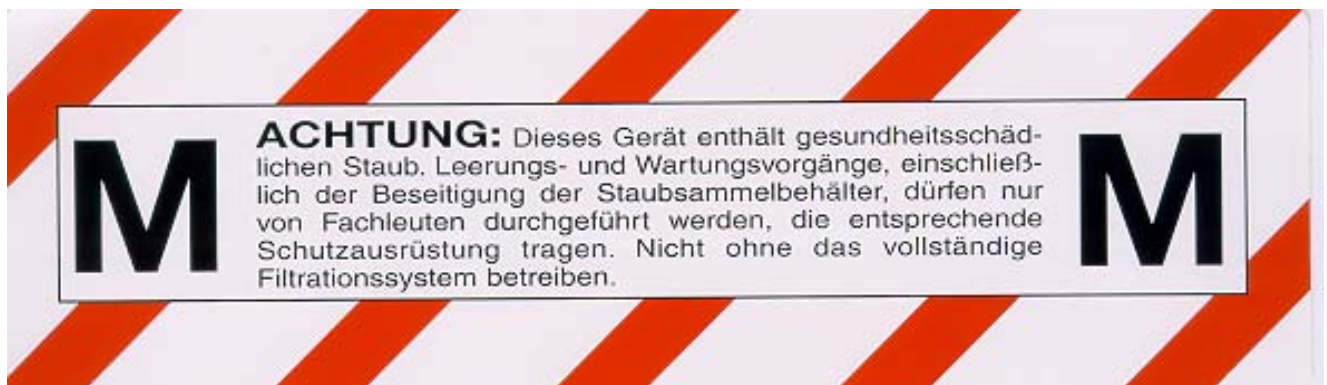 M
ACHTUNG: Dieses Gerät enthält gesundheitsschäd-
lichen Staub. Leerungs- und Wartungsvorgänge, einschließ-
lich der Beseitigung der Staubsammelbehälter, dürfen nur
von Fachleuten durchgeführt werden, die entsprechende
Schutzausrüstung tragen. Nicht ohne das vollständige
Filtrationssystem betreiben.
M